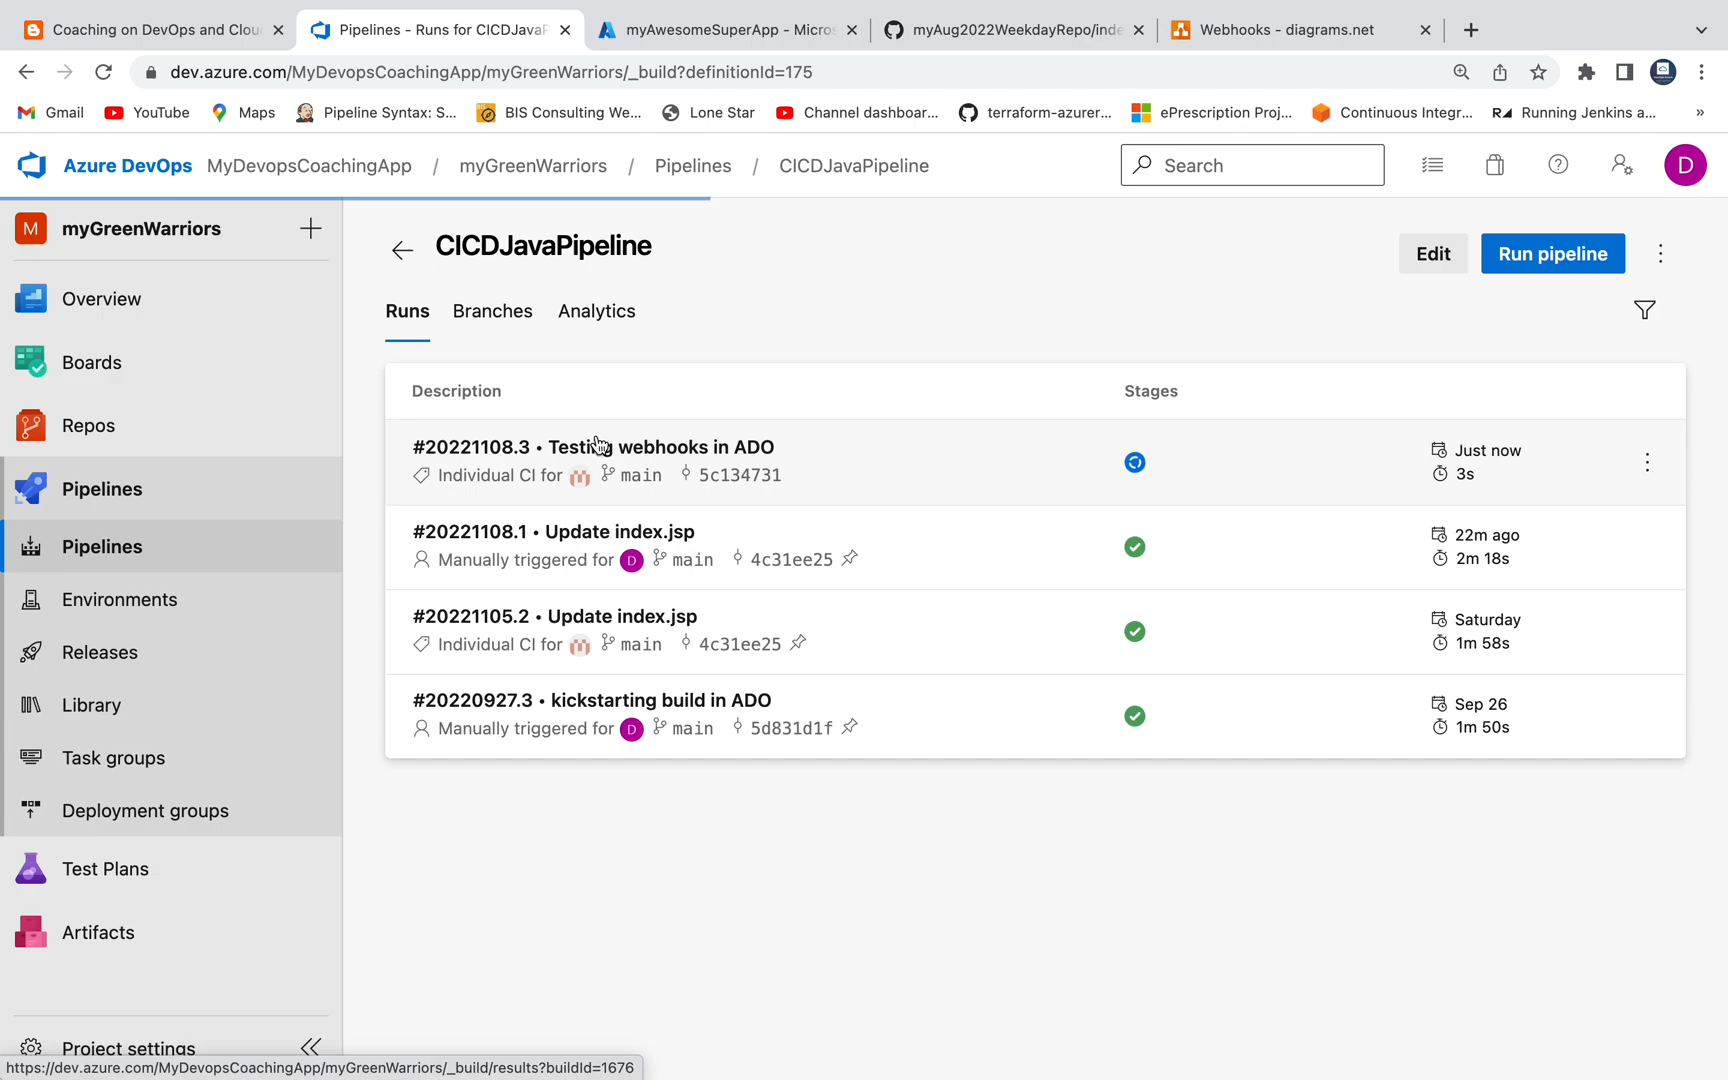 Coaching on DevOps and Clou
Pipelines - Runs for CICDJavaP
myAwesomeSuperApp - Micros
myAug2022WeekdayRepo/inde
Webhooks - diagrams.net
dev.azure.com/MyDevopsCoachingApp/myGreenWarriors/_build?definitionId=175
Gmail
YouTube
Maps
Pipeline Syntax: S...
BIS Consulting We...
Lone Star
Channel dashboar...
terraform-azurer...
ePrescription Proj...
Continuous Integr...
Running Jenkins a...
Azure DevOps MyDevopsCoachingApp / myGreenWarriors / Pipelines / CICDJavaPipeline
Search
D
M myGreenWarriors
Overview
Boards
Repos
Pipelines
Pipelines
Environments
Releases
Library
Task groups
Deployment groups
Test Plans
Artifacts
Project settings
CICDJavaPipeline
Edit
Run pipeline
Runs
Branches
Analytics
Description
Stages
#20221108.3 • Testing webhooks in ADO
Individual CI for main 5c134731
Just now
3s
#20221108.1 • Update index.jsp
Manually triggered for D main 4c31ee25
22m ago
2m 18s
#20221105.2 • Update index.jsp
Individual CI for main 4c31ee25
Saturday
1m 58s
#20220927.3 • kickstarting build in ADO
Manually triggered for D main 5d831d1f
Sep 26
1m 50s
https://dev.azure.com/MyDevopsCoachingApp/myGreenWarriors/_build/results?buildId=1676